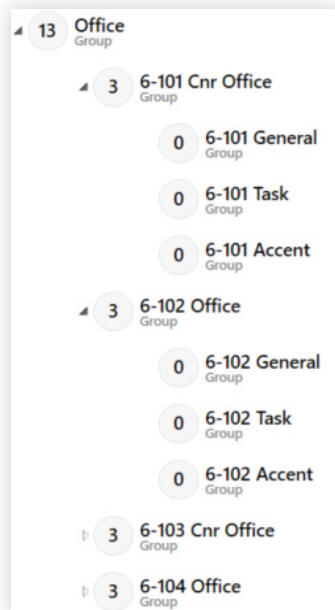 13 Office
Group
3 6-101 Cnr Office
Group
0 6-101 General
Group
0 6-101 Task
Group
0 6-101 Accent
Group
3 6-102 Office
Group
0 6-102 General
Group
0 6-102 Task
Group
0 6-102 Accent
Group
3 6-103 Cnr Office
Group
3 6-104 Office
Group